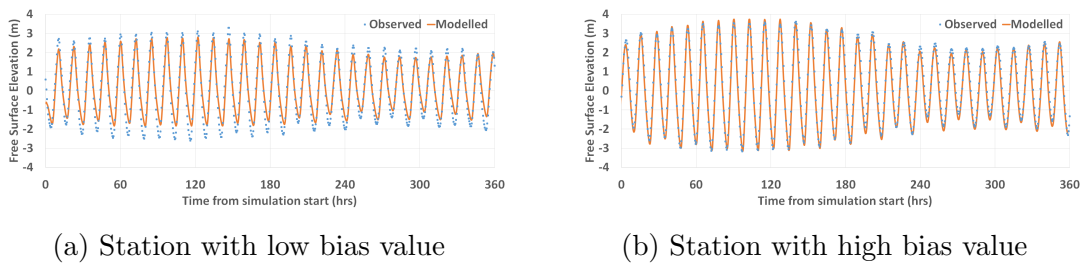 4
3
2
1
0
-1
-2
-3
-4
Free Surface Elevation (m)
Observed Modelled
0 60 120 180 240 300 360
Time from simulation start (hrs)
(a) Station with low bias value
4
3
2
1
0
-1
-2
-3
-4
Free Surface Elevation (m)
Observed Modelled
0 60 120 180 240 300 360
Time from simulation start (hrs)
(b) Station with high bias value